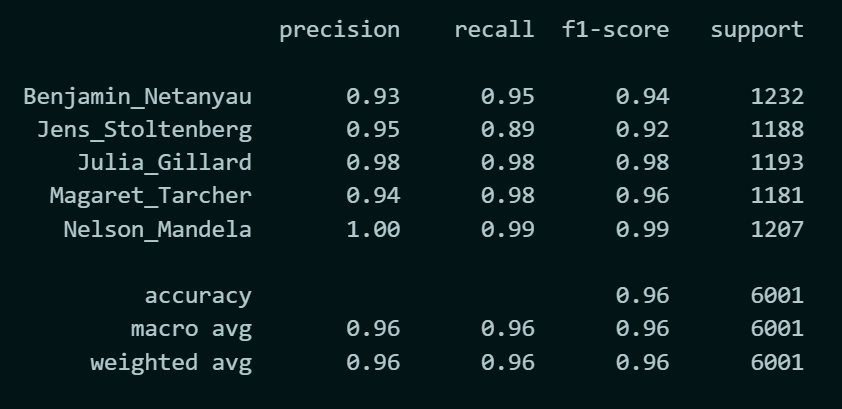 precision recall f1-score support
Benjamin_Netanyau 0.93 0.95 0.94 1232
Jens_Stoltenberg 0.95 0.89 0.92 1188
Julia_Gillard 0.98 0.98 0.98 1193
Magaret_Tarcher 0.94 0.98 0.96 1181
Nelson_Mandela 1.00 0.99 0.99 1207
accuracy 0.96 6001
macro avg 0.96 0.96 0.96 6001
weighted avg 0.96 0.96 0.96 6001